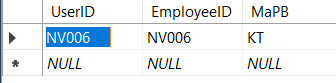 UserID EmployeeID MaPB
NV006 NV006 KT
NULL NULL NULL